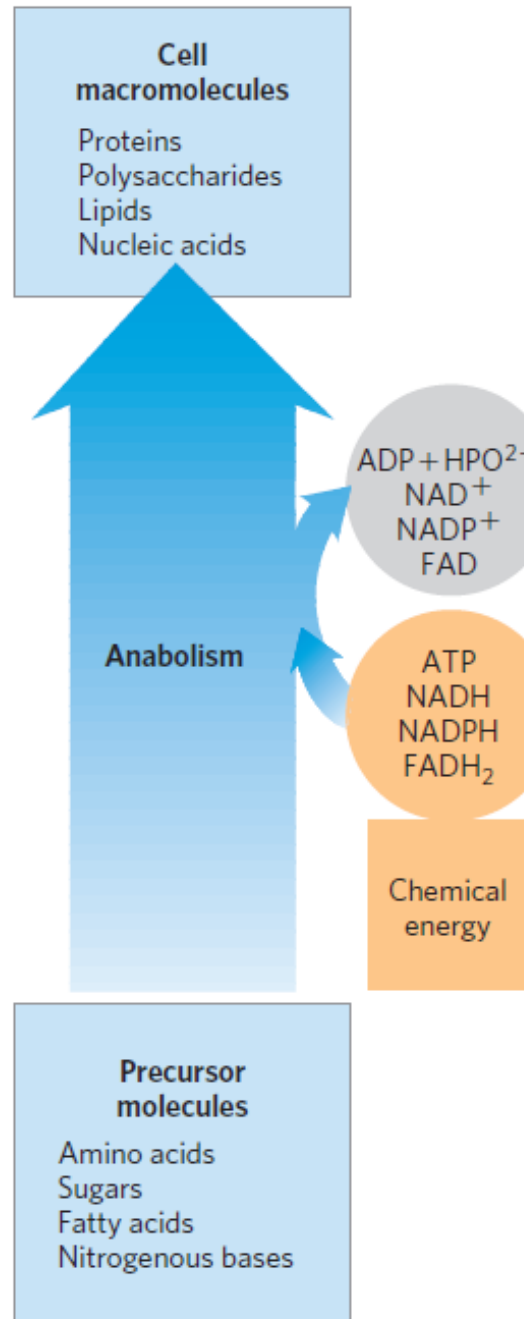 Cell
macromolecules
Proteins
Polysaccharides
Lipids
Nucleic acids
ADP+HPO²⁻
NAD⁺
NADP⁺
FAD
Anabolism
ATP
NADH
NADPH
FADH₂
Chemical
energy
Precursor
molecules
Amino acids
Sugars
Fatty acids
Nitrogenous bases